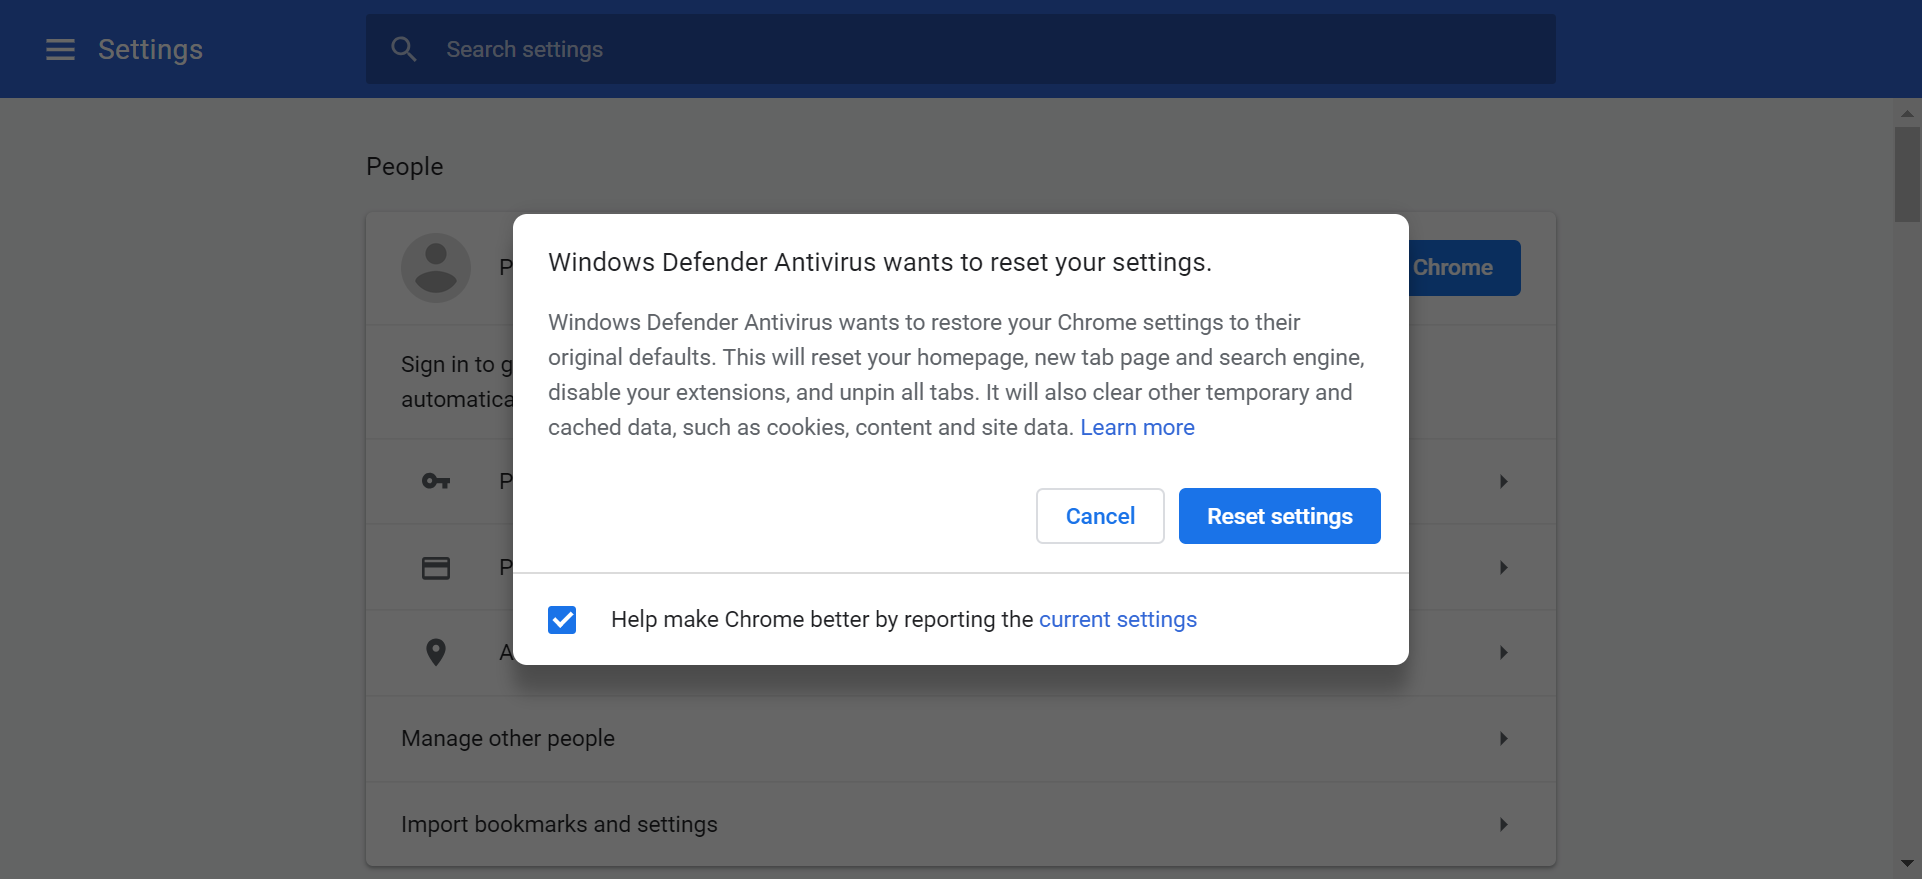 Settings
Search settings
People
Chrome
Sign in to
Windows Defender Antivirus wants to reset your settings.
Windows Defender Antivirus wants to restore your Chrome settings to their
original defaults. This will reset your homepage, new tab page and search engine,
disable your extensions, and unpin all tabs. It will also clear other temporary and
cached data, such as cookies, content and site data. Learn more
Cancel
Reset settings
Help make Chrome better by reporting the current settings
Manage other people
Import bookmarks and settings